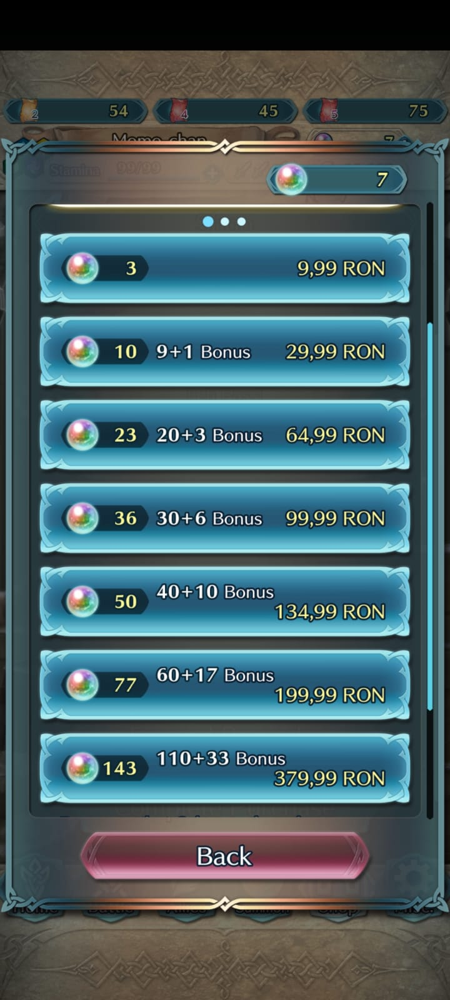 2 54 4 45 5 75
Stamina 99/99
7
3 9,99 RON
10 9+1 Bonus 29,99 RON
23 20+3 Bonus 64,99 RON
36 30+6 Bonus 99,99 RON
50 40+10 Bonus
134,99 RON
77 60+17 Bonus
199,99 RON
143 110+33 Bonus
379,99 RON
Back